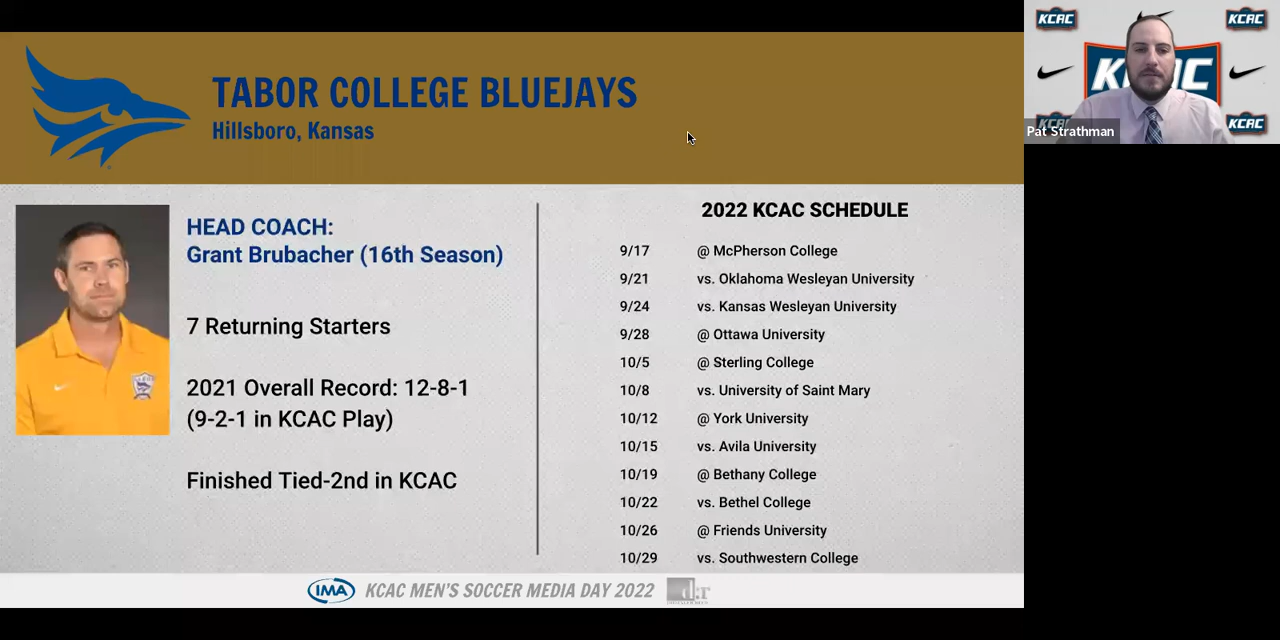 TABOR COLLEGE BLUEJAYS
Hillsboro, Kansas
HEAD COACH:
Grant Brubacher (16th Season)
7 Returning Starters
2021 Overall Record: 12-8-1
(9-2-1 in KCAC Play)
Finished Tied-2nd in KCAC
2022 KCAC SCHEDULE
9/17 @ McPherson College
9/21 vs. Oklahoma Wesleyan University
9/24 vs. Kansas Wesleyan University
9/28 @ Ottawa University
10/5 @ Sterling College
10/8 vs. University of Saint Mary
10/12 @ York University
10/15 vs. Avila University
10/19 @ Bethany College
10/22 vs. Bethel College
10/26 @ Friends University
10/29 vs. Southwestern College
IMA KCAC MEN'S SOCCER MEDIA DAY 2022 d:r
KCAC
KCAC
KCAC
KCAC
KCAC
Pat Strathman